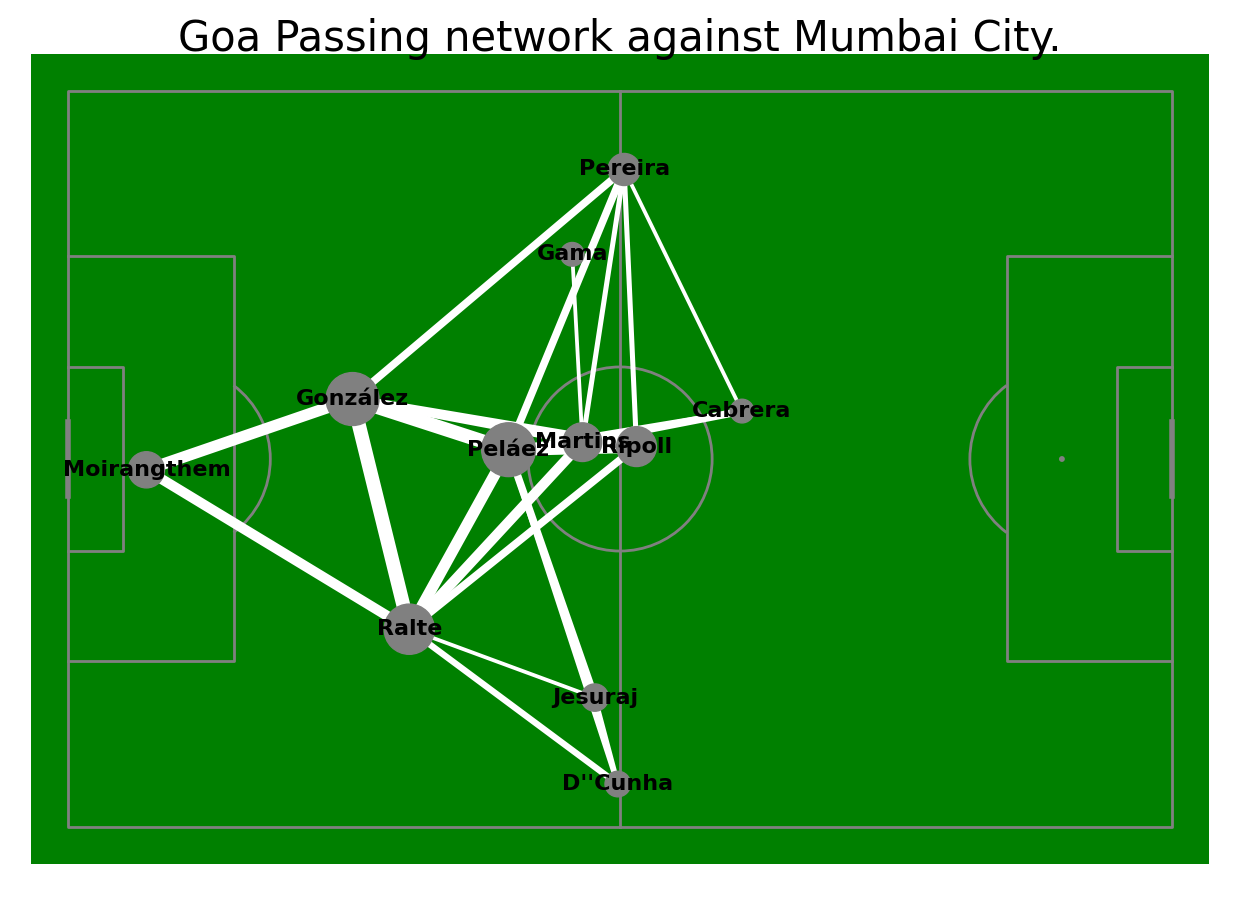 Goa Passing network against Mumbai City.
Pereira
Gama
González
Cabrera
Martins
Ripoll
Peláez
Moirangthem
Ralte
Jesuraj
D''Cunha